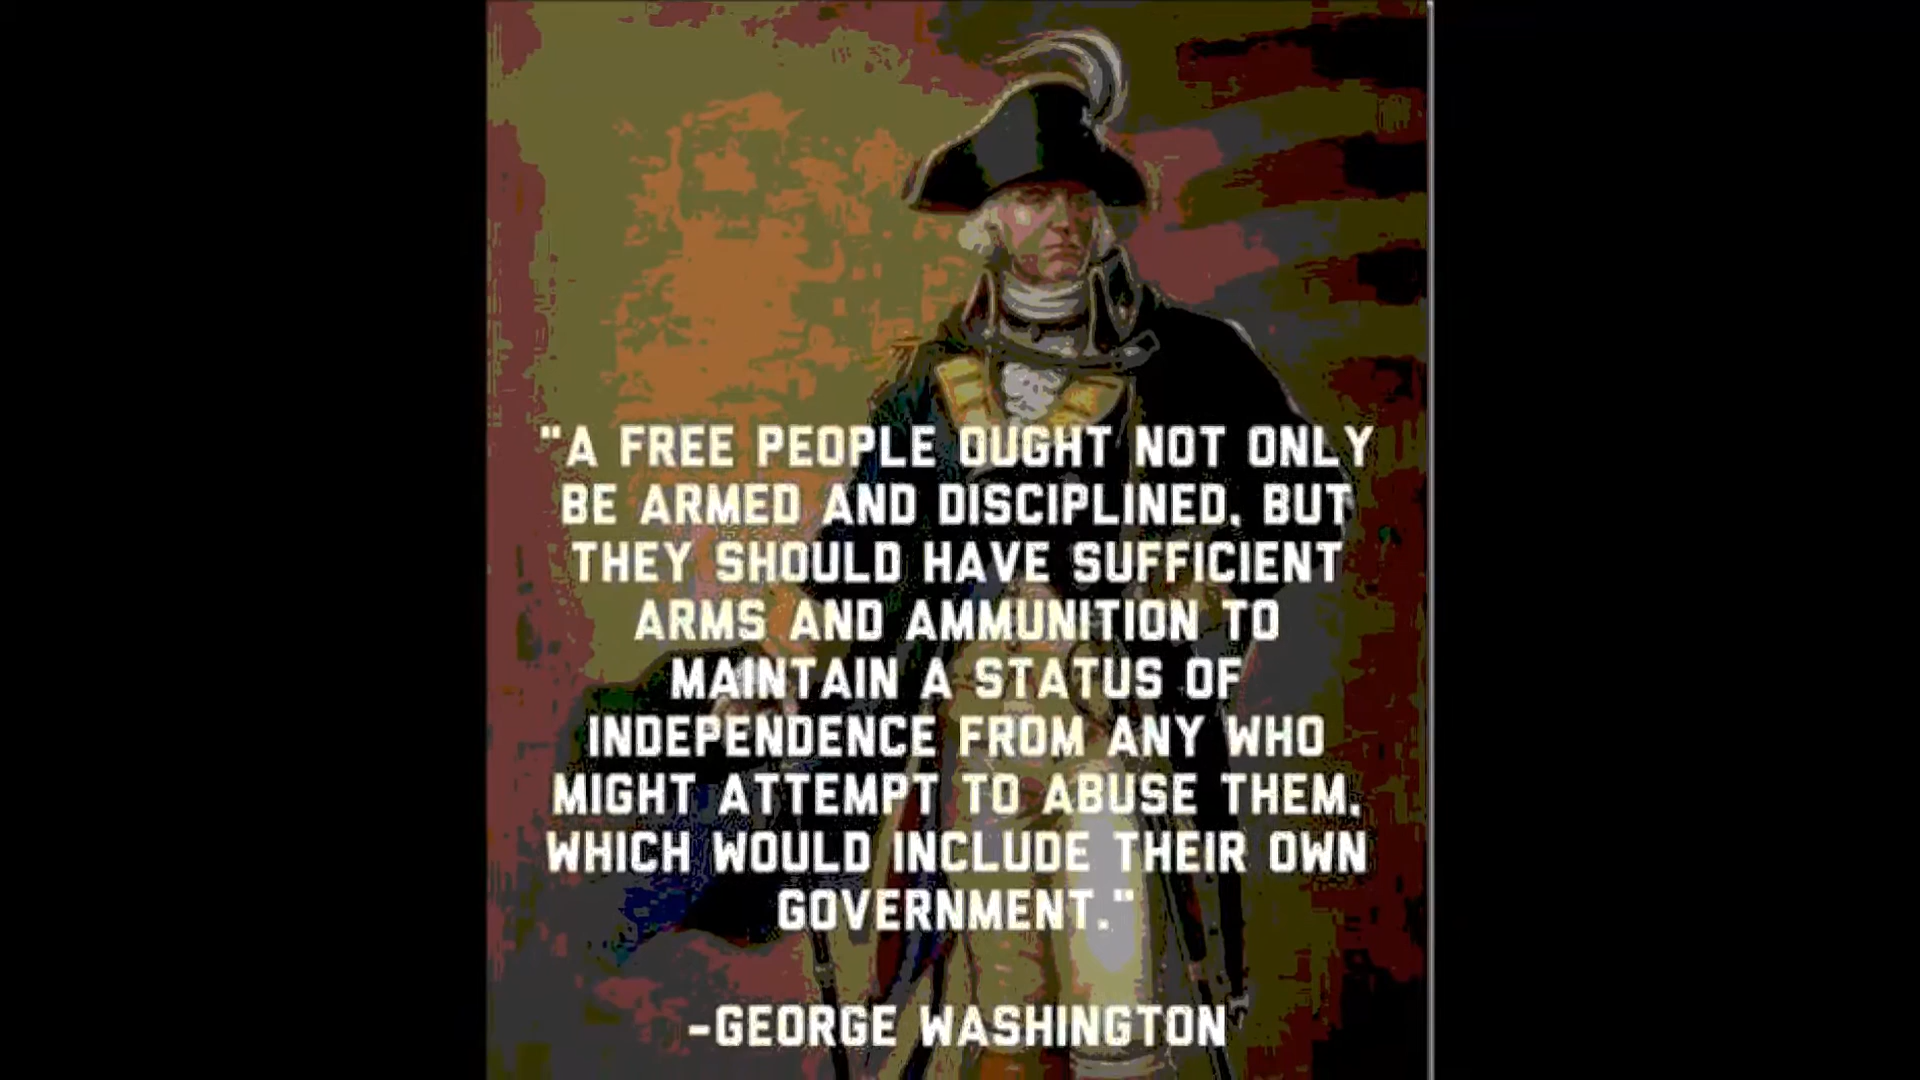 "A FREE PEOPLE OUGHT NOT ONLY
BE ARMED AND DISCIPLINED, BUT
THEY SHOULD HAVE SUFFICIENT
ARMS AND AMMUNITION TO
MAINTAIN A STATUS OF
INDEPENDENCE FROM ANY WHO
MIGHT ATTEMPT TO ABUSE THEM,
WHICH WOULD INCLUDE THEIR OWN
GOVERNMENT."
-GEORGE WASHINGTON